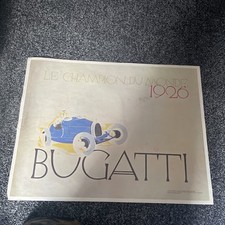 LE CHAMPION DU MONDE
1926
BUGATTI